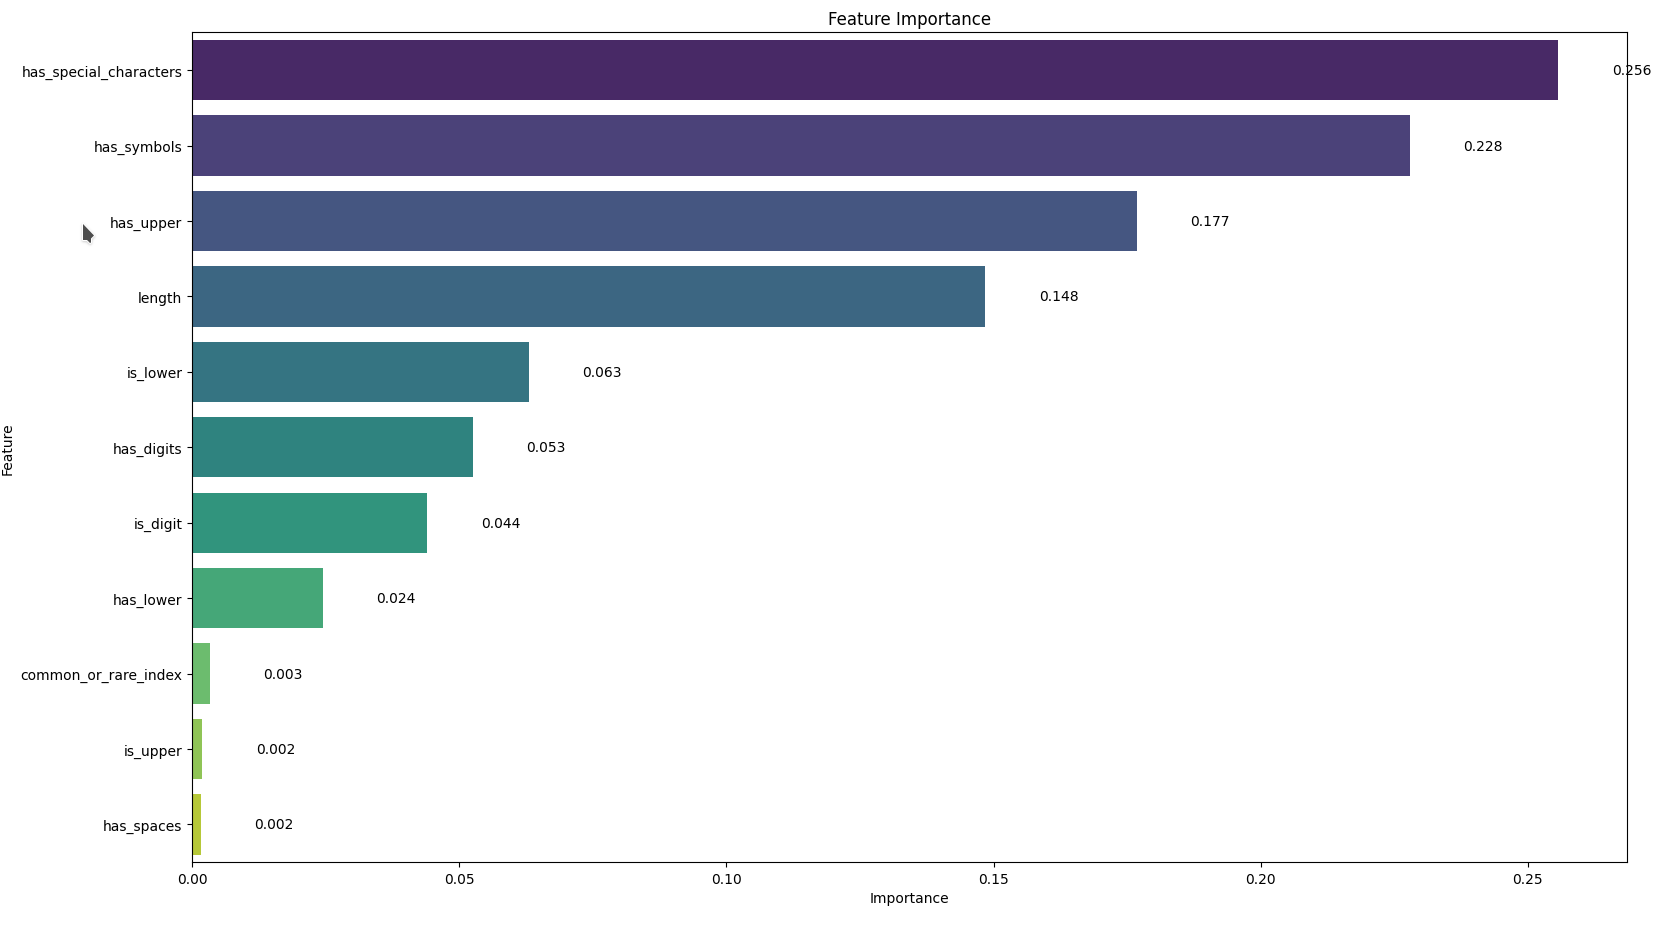 Feature Importance
has_special_characters 0.256
has_symbols 0.228
has_upper 0.177
length 0.148
is_lower 0.063
has_digits 0.053
is_digit 0.044
has_lower 0.024
common_or_rare_index 0.003
is_upper 0.002
has_spaces 0.002
Feature
0.00 0.05 0.10 0.15 0.20 0.25
Importance